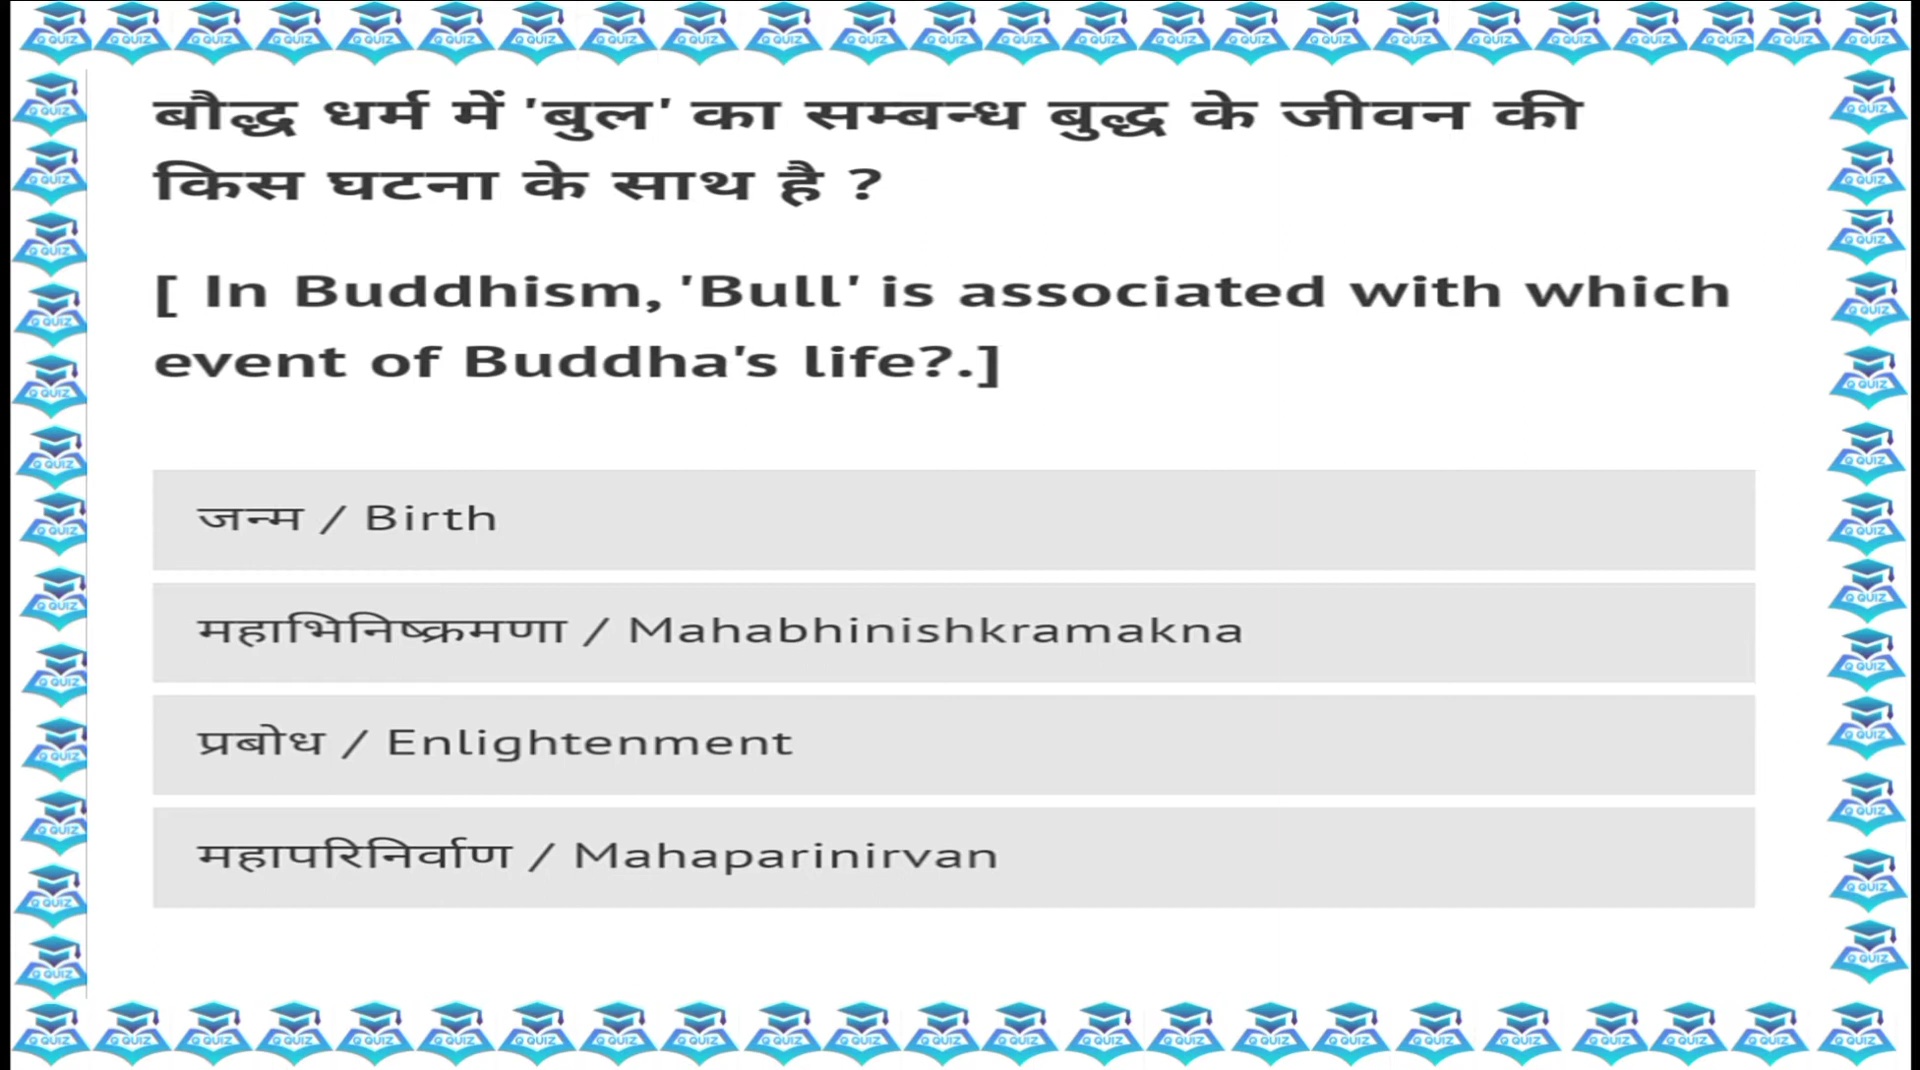 बौद्ध धर्म में 'बुल' का सम्बन्ध बुद्ध के जीवन की
किस घटना के साथ है ?
[ In Buddhism, 'Bull' is associated with which
event of Buddha's life?.]
जन्म / Birth
महाभिनिष्क्रमणा / Mahabhinishkramakna
प्रबोध / Enlightenment
महापरिनिर्वाण / Mahaparinirvan